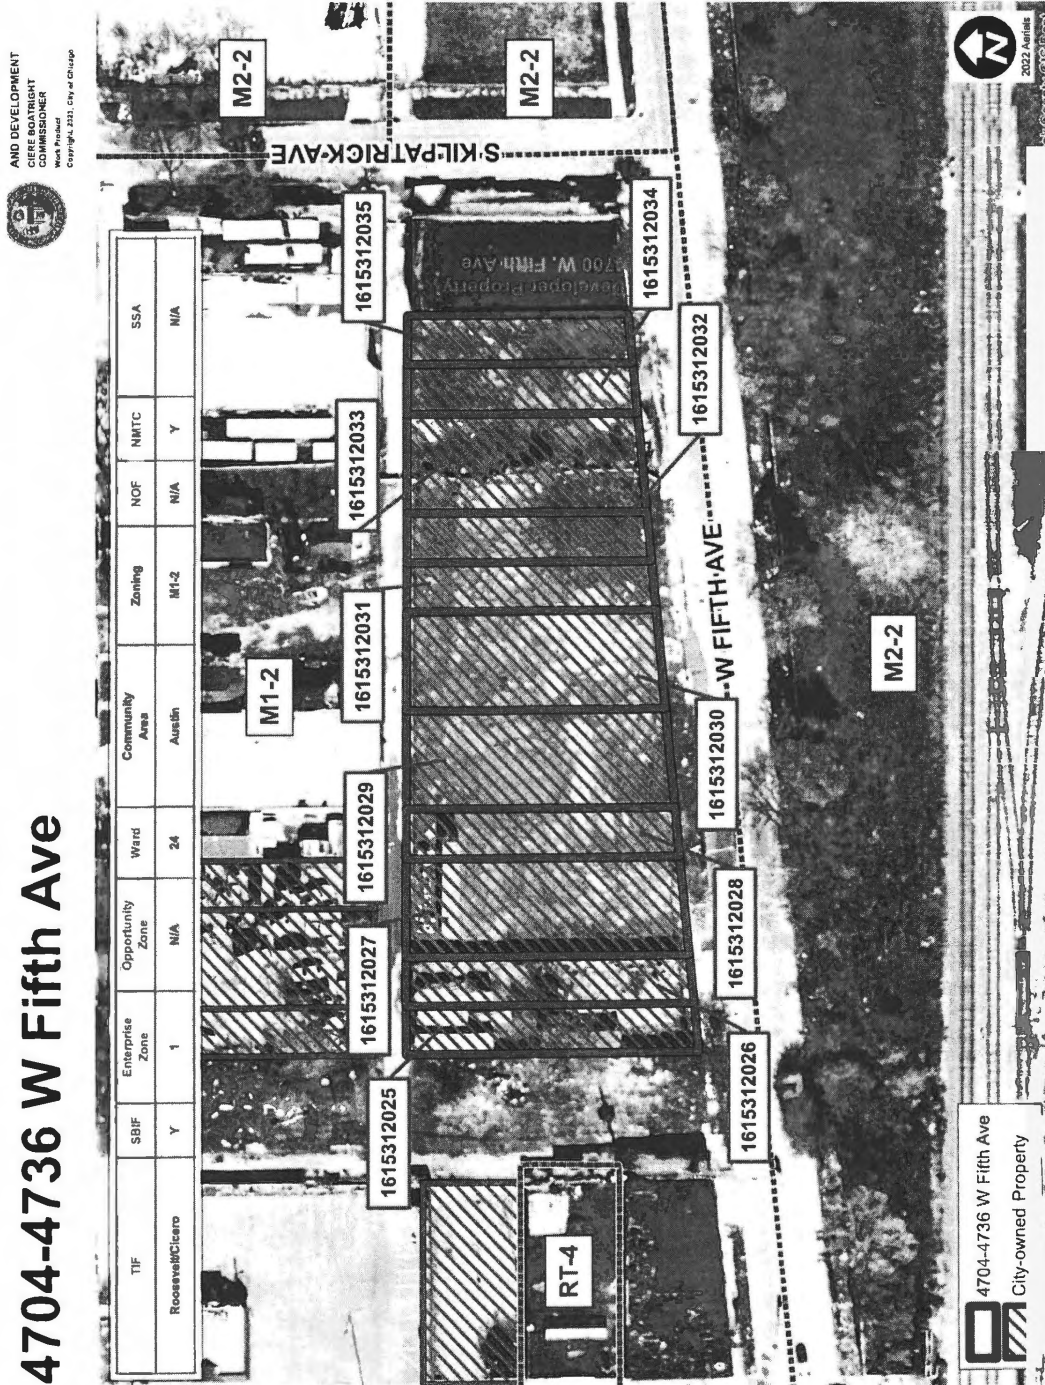 4704-4736 W Fifth Ave
AND DEVELOPMENT
CIERE BOATRIGHT
COMMISSIONER
Work Product
Copyright, 2023, City of Chicago
TIF SBIF Enterprise Zone Opportunity Zone Ward Community Area Zoning NOF NMTC SSA
Roosevelt/Cicero Y 1 N/A 24 Austin M1-2 N/A Y N/A
M2-2
M2-2
S KILPATRICK AVE
M1-2
1615312025
1615312027
1615312029
1615312031
1615312033
1615312035
Developer Property
4700 W. Fifth Ave
1615312026
1615312028
1615312030
1615312032
1615312034
RT-4
W FIFTH AVE
M2-2
4704-4736 W Fifth Ave
City-owned Property
N
2022 Aerials